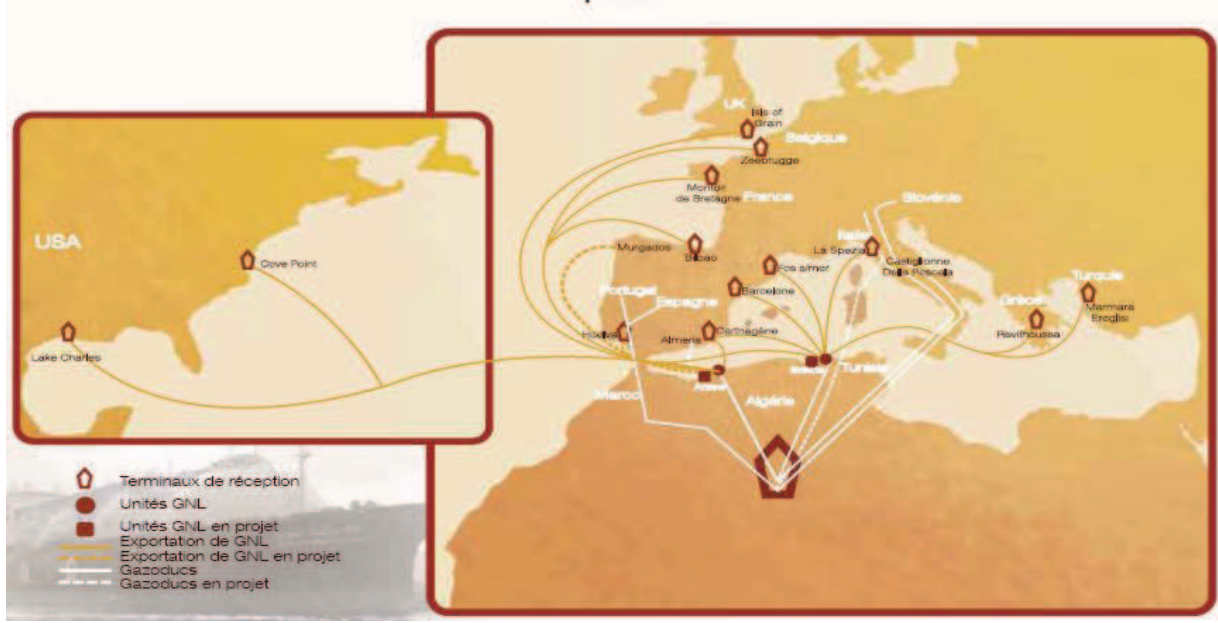 UK
Isle of
Grain
Belgique
Zeebrugge
Montoir
de Bretagne
France
Slovénie
USA
Cove Point
Murgados
Bilbao
La Spezia
Italie
Castiglionne
Della Pescaia
Fos s/mer
Barcelone
Turquie
Marmara
Eroglisi
Portugal
Espagne
Grèce
Revithoussa
Huelva
Almeria
Carthagène
Lake Charles
Tunisie
Maroc
Algérie
Terminaux de réception
Unités GNL
Unités GNL en projet
Exportation de GNL
Exportation de GNL en projet
Gazoducs
Gazoducs en projet